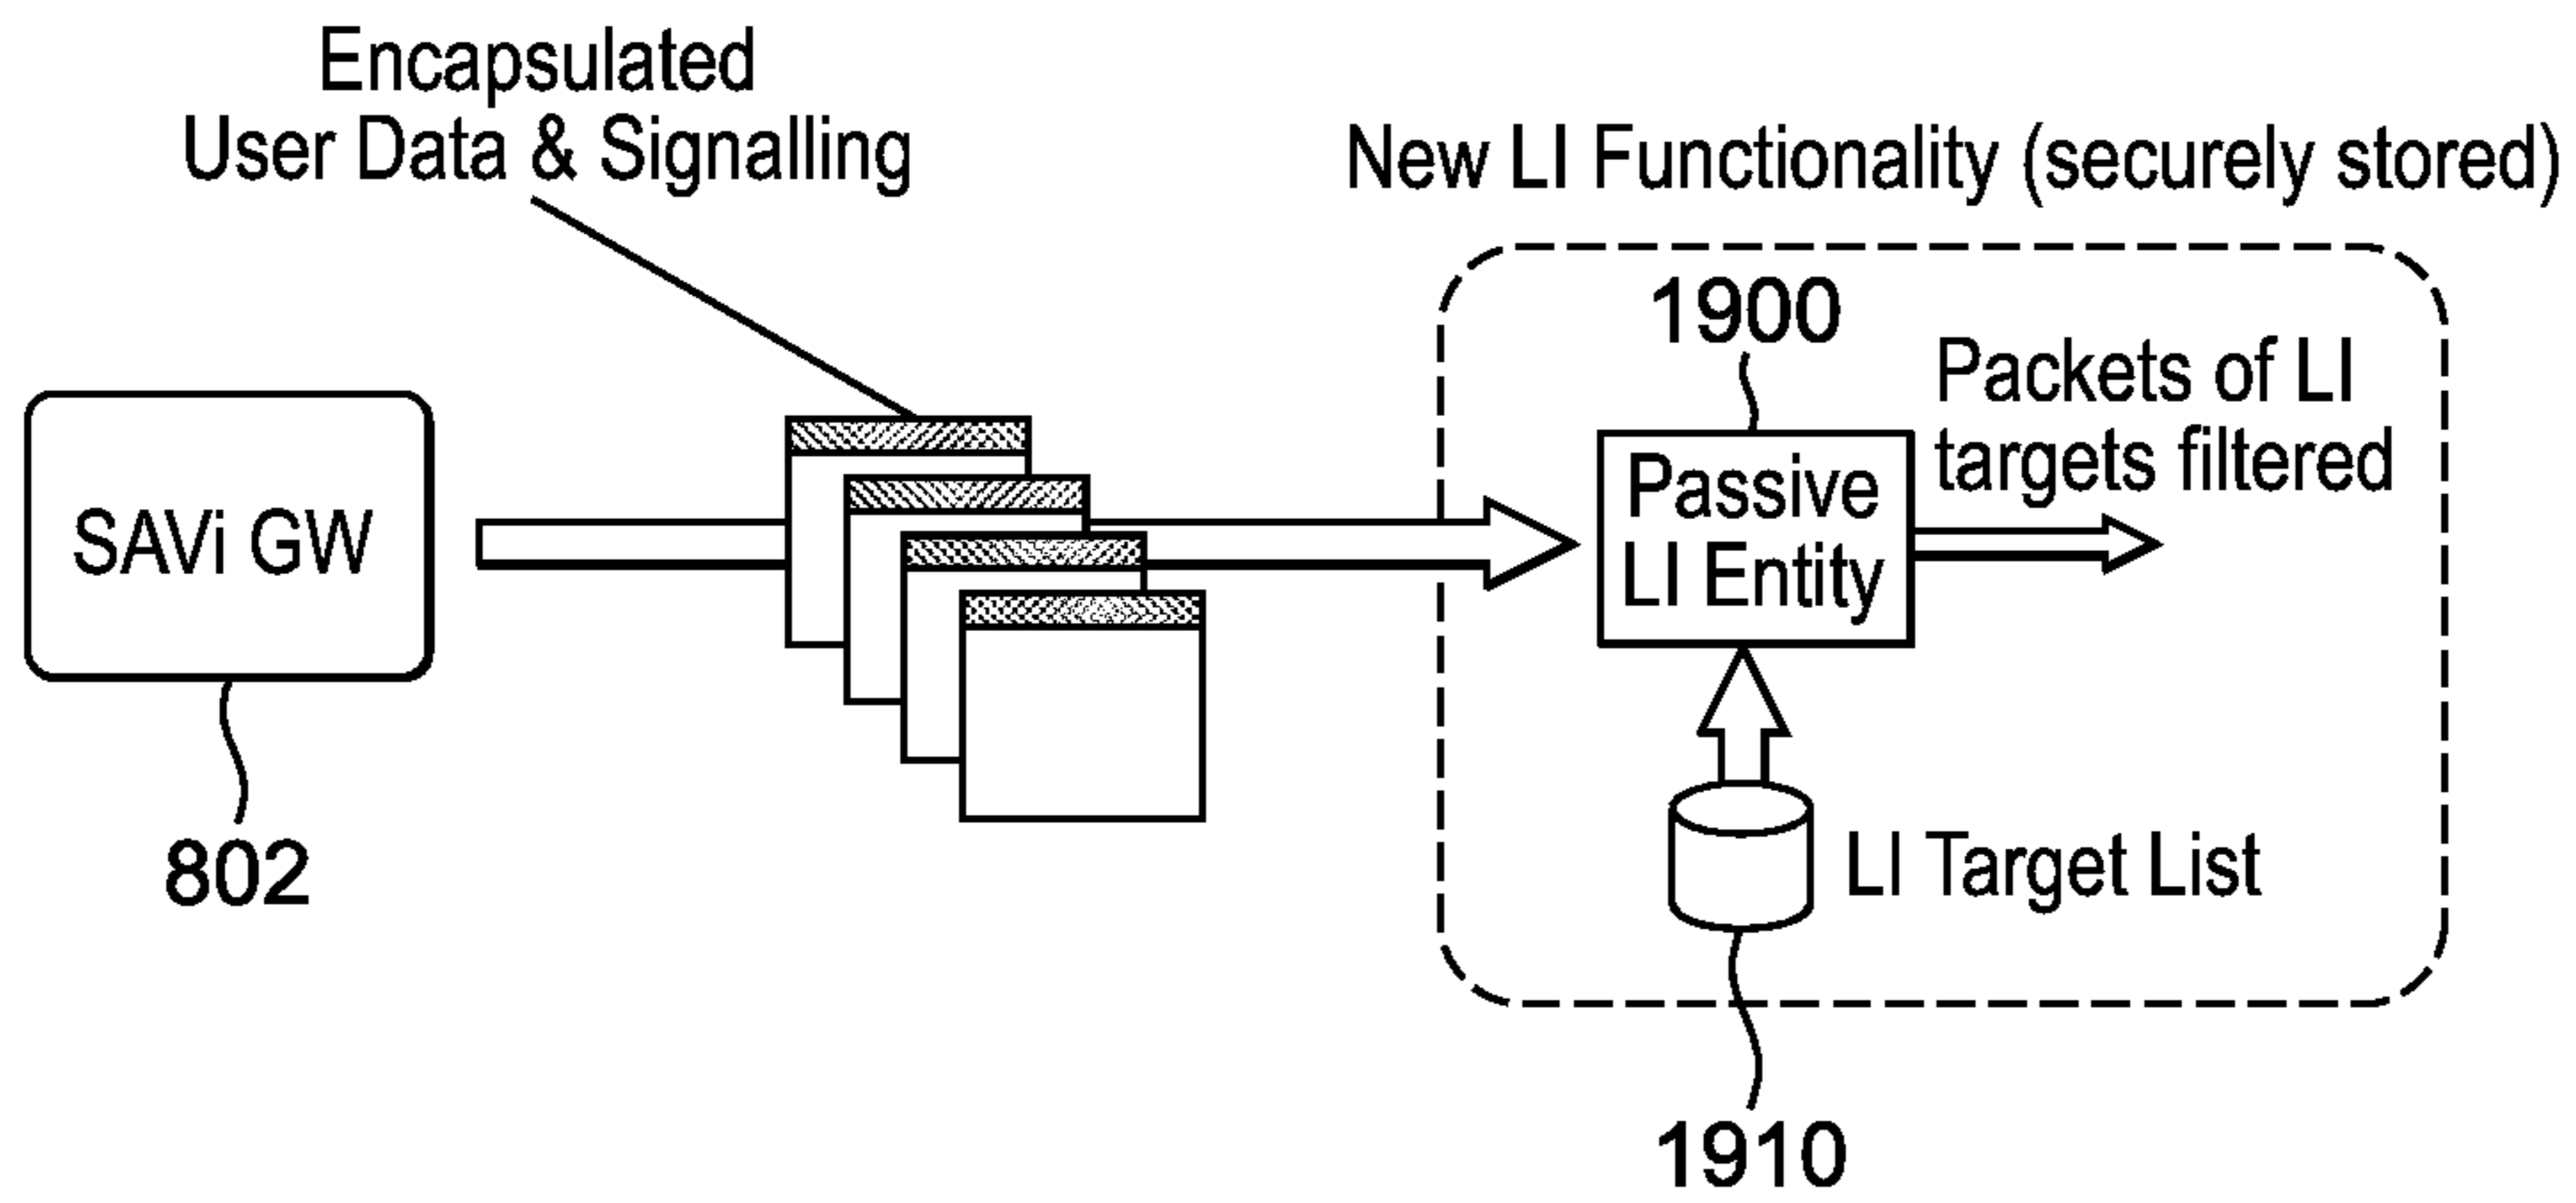 Encapsulated
User Data & Signalling
New LI Functionality (securely stored)
1900
Packets of LI
targets filtered
SAVi GW
Passive
LI Entity
802
LI Target List
1910